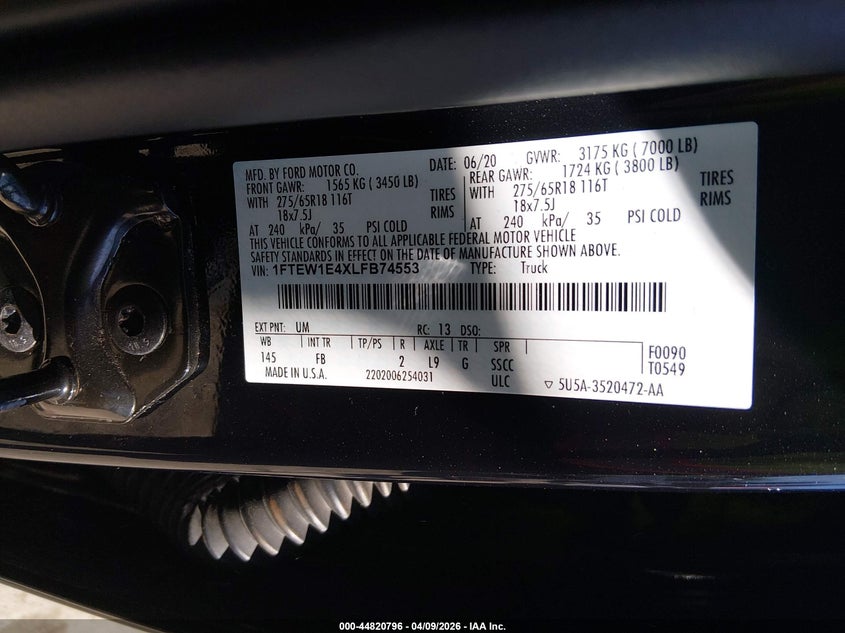 MFD. BY FORD MOTOR CO. DATE: 06/20 GVWR: 3175 KG ( 7000 LB)
FRONT GAWR: 1565 KG ( 3450 LB) REAR GAWR: 1724 KG ( 3800 LB)
WITH 275/65R18 116T TIRES WITH 275/65R18 116T TIRES
18x7.5J RIMS 18x7.5J RIMS
AT 240 kPa/ 35 PSI COLD AT 240 kPa/ 35 PSI COLD
THIS VEHICLE CONFORMS TO ALL APPLICABLE FEDERAL MOTOR VEHICLE
SAFETY STANDARDS IN EFFECT ON THE DATE OF MANUFACTURE SHOWN ABOVE.
VIN: 1FTEW1E4XLFB74553 TYPE: Truck
EXT PNT: UM RC: 13 DSO:
WB INT TR TP/PS R AXLE TR SPR F0090
145 FB 2 L9 G SSCC T0549
MADE IN U.S.A. 2202006254031 ULC ▽ 5U5A-3520472-AA
000-44820796 - 04/09/2026 - IAA Inc.